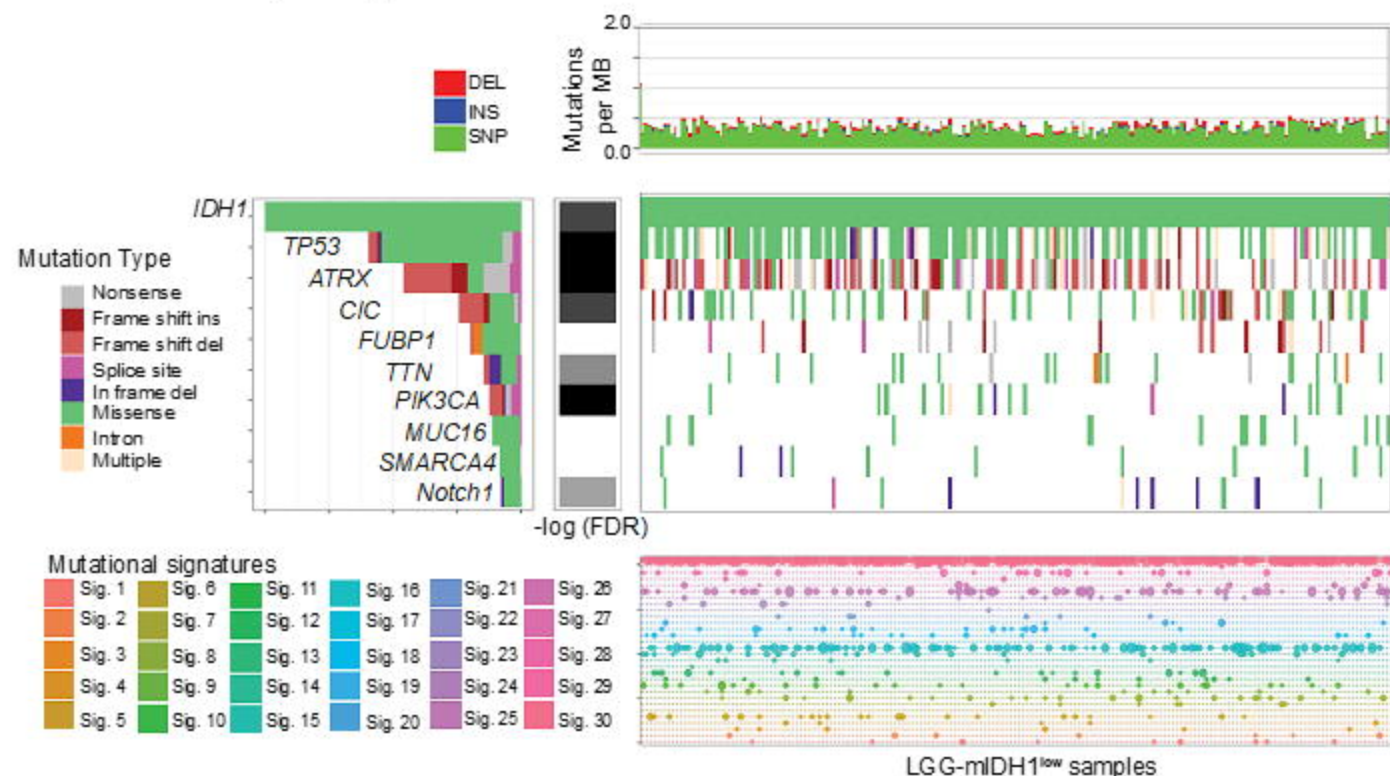 2.0
Mutations
per MB
0.0
DEL
INS
SNP
Mutation Type
Nonsense
Frame shift ins
Frame shift del
Splice site
In frame del
Missense
Intron
Multiple
IDH1
TP53
ATRX
CIC
FUBP1
TTN
PIK3CA
MUC16
SMARCA4
Notch1
-log (FDR)
Mutational signatures
Sig. 1 Sig. 6 Sig. 11 Sig. 16 Sig. 21 Sig. 26
Sig. 2 Sig. 7 Sig. 12 Sig. 17 Sig. 22 Sig. 27
Sig. 3 Sig. 8 Sig. 13 Sig. 18 Sig. 23 Sig. 28
Sig. 4 Sig. 9 Sig. 14 Sig. 19 Sig. 24 Sig. 29
Sig. 5 Sig. 10 Sig. 15 Sig. 20 Sig. 25 Sig. 30
LGG-mIDH1low samples